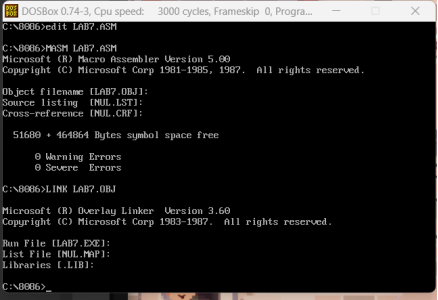 DOS
BOX
DOSBox 0.74-3, Cpu speed: 3000 cycles, Frameskip 0, Progra...
C:\8086>edit LAB7.ASM
C:\8086>MASM LAB7.ASM
Microsoft (R) Macro Assembler Version 5.00
Copyright (C) Microsoft Corp 1981-1985, 1987. All rights reserved.
Object filename [LAB7.OBJ]:
Source listing [NUL.LST]:
Cross-reference [NUL.CRF]:
51680 + 464864 Bytes symbol space free
0 Warning Errors
0 Severe Errors
C:\8086>LINK LAB7.OBJ
Microsoft (R) Overlay Linker Version 3.60
Copyright (C) Microsoft Corp 1983-1987. All rights reserved.
Run File [LAB7.EXE]:
List File [NUL.MAP]:
Libraries [.LIB]:
C:\8086>_